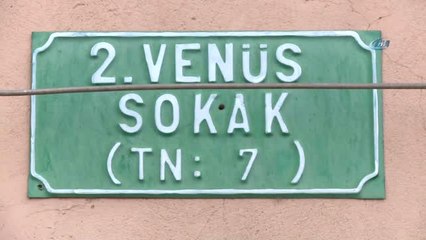 2. VENÜS
SOKAK
(TN: 7 )